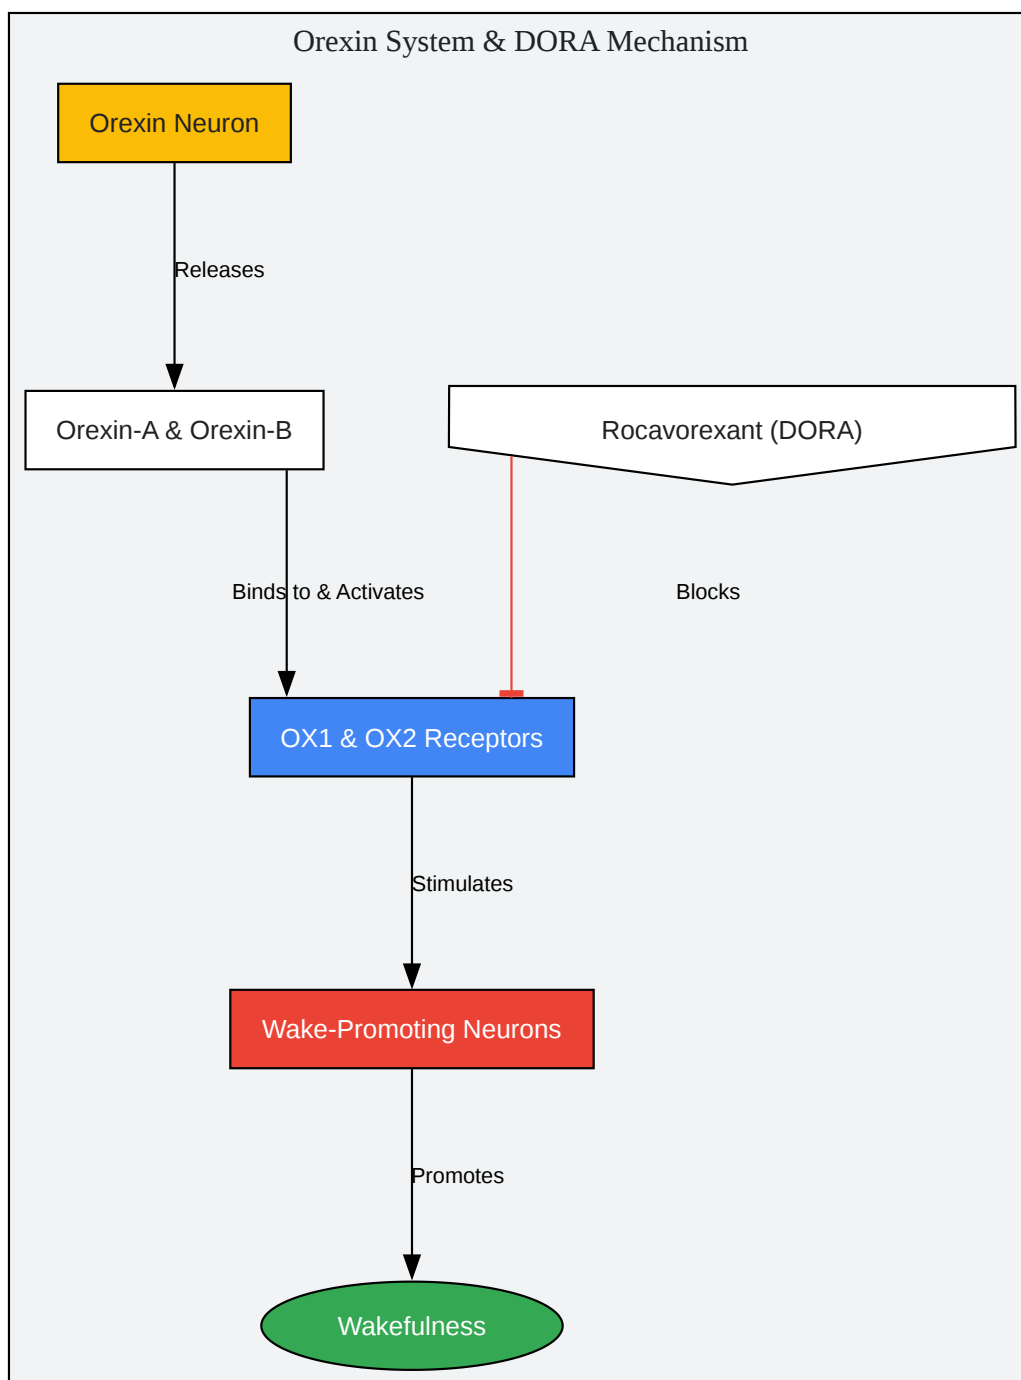 Orexin System & DORA Mechanism
Orexin Neuron
Releases
Orexin-A & Orexin-B
Rocavorexant (DORA)
Binds to & Activates
Blocks
OX1 & OX2 Receptors
Stimulates
Wake-Promoting Neurons
Promotes
Wakefulness